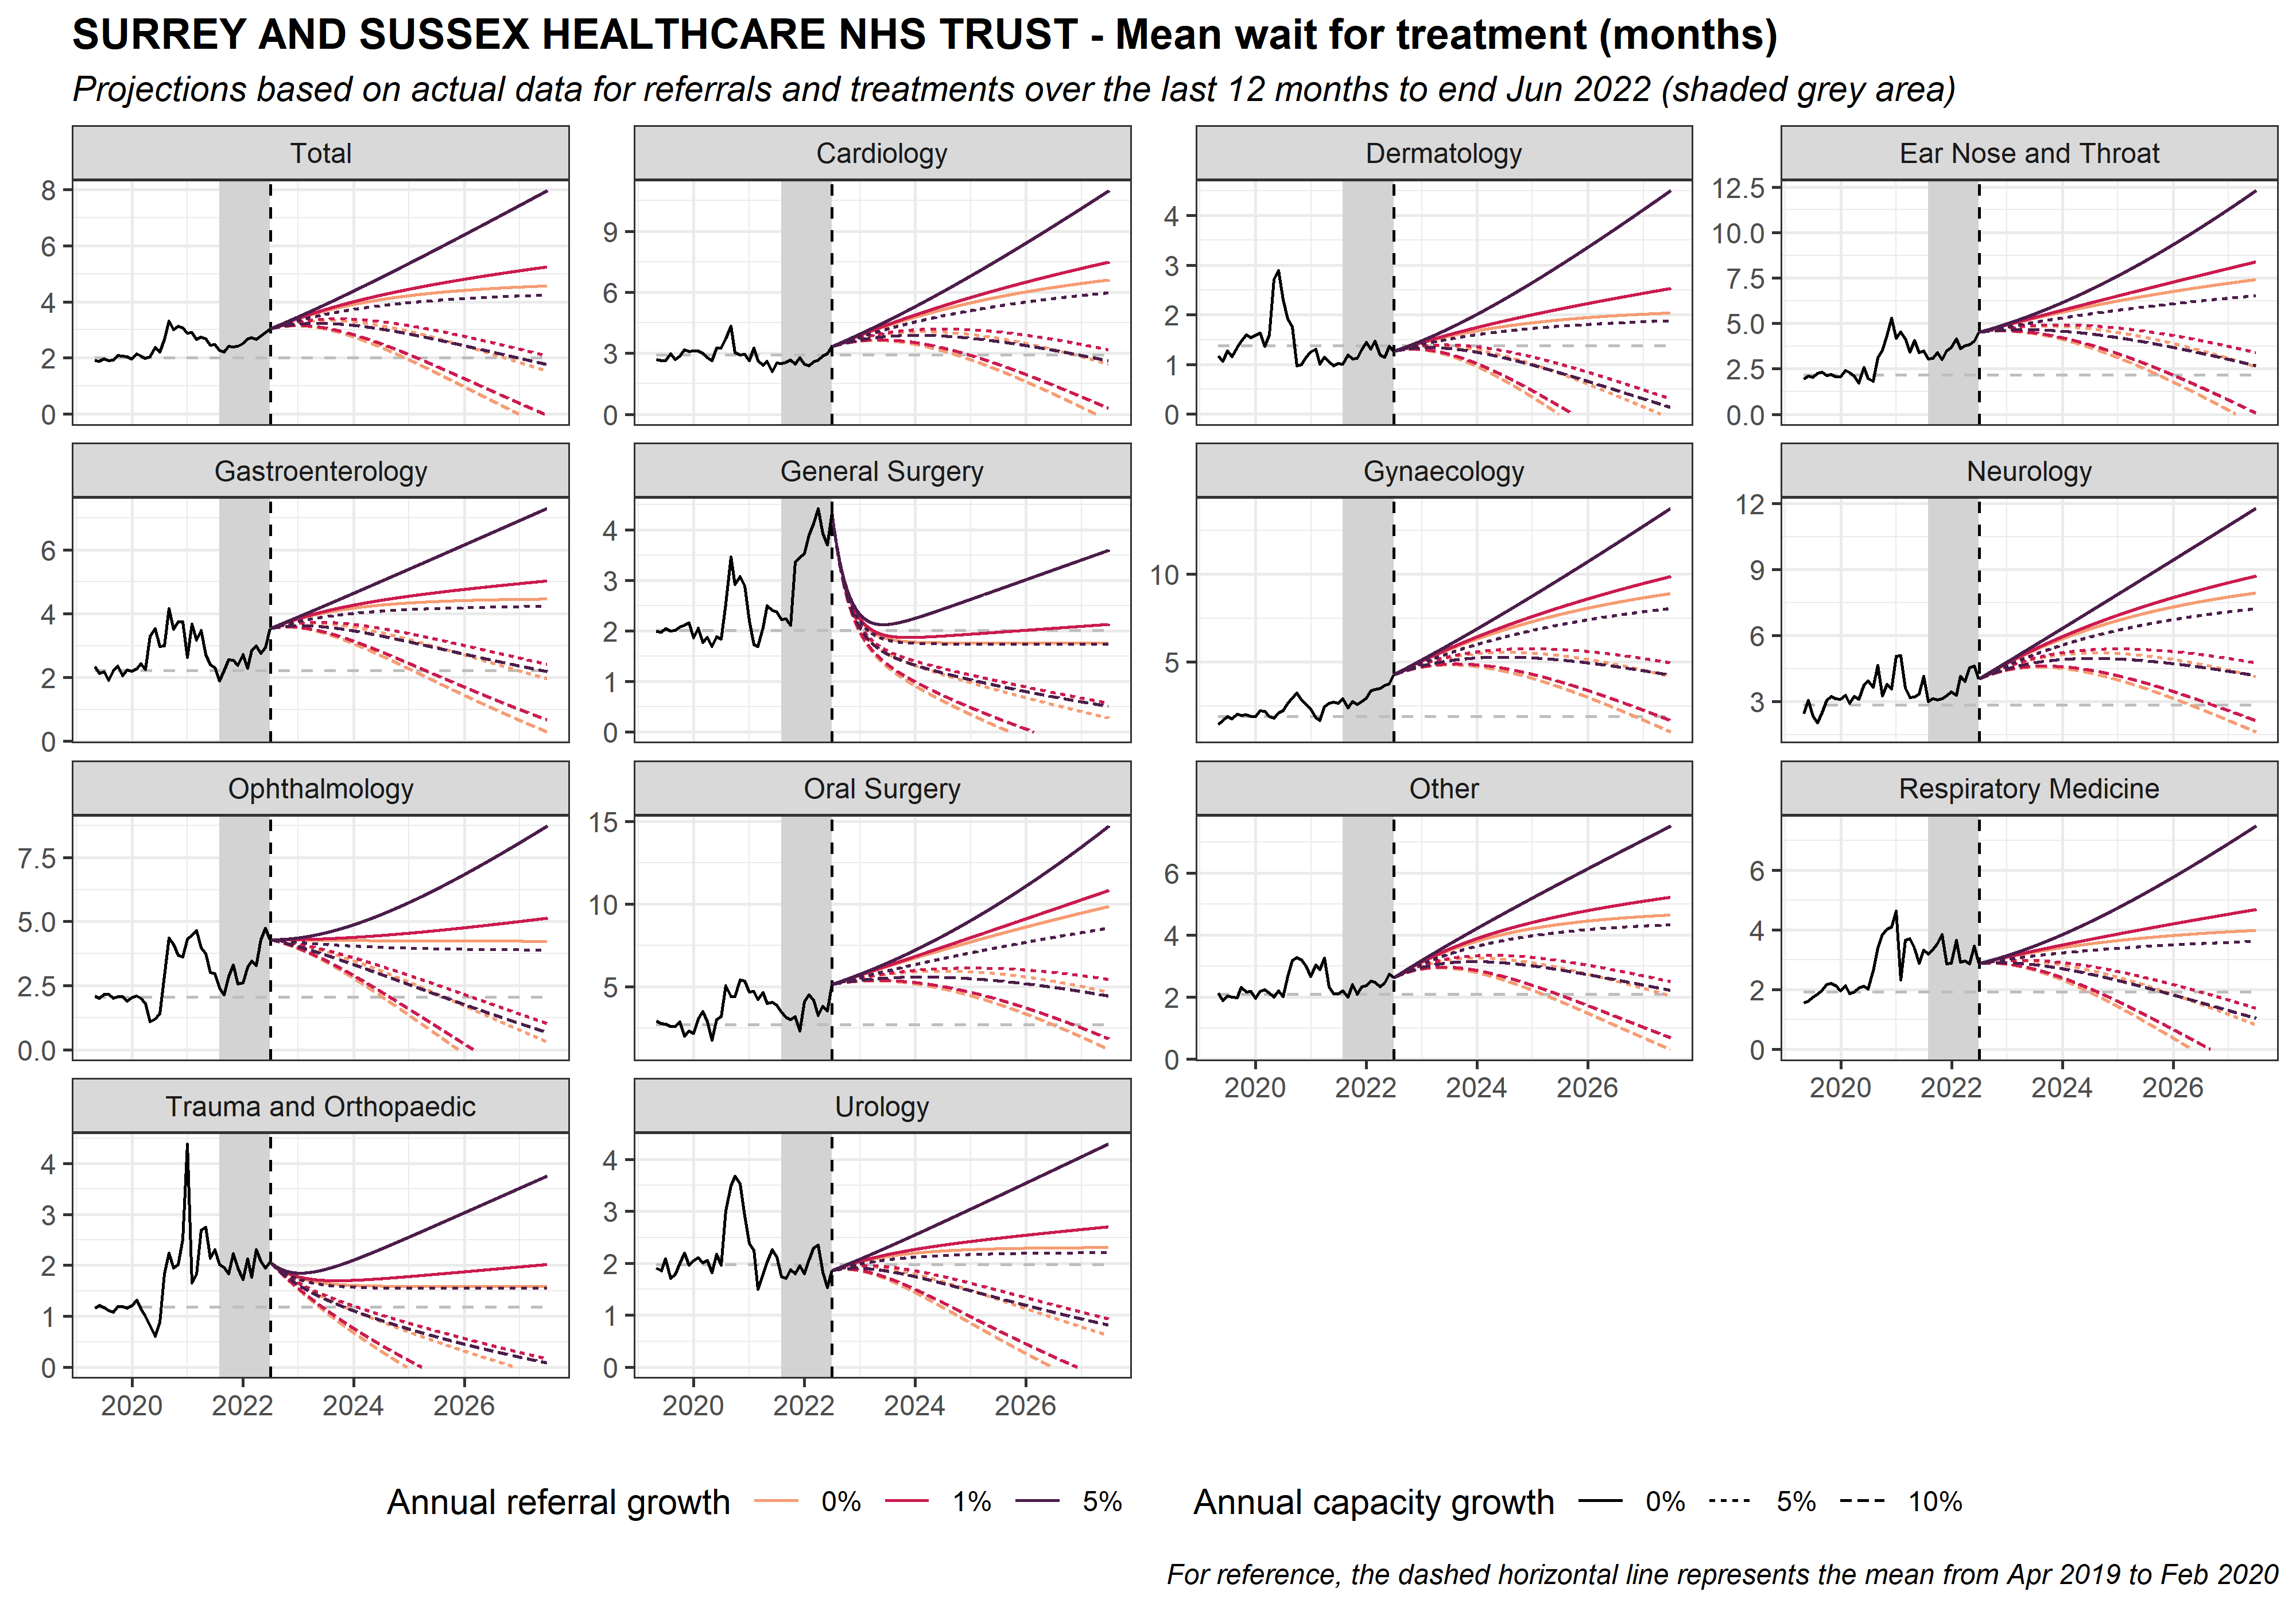 SURREY AND SUSSEX HEALTHCARE NHS TRUST - Mean wait for treatment (months)
Projections based on actual data for referrals and treatments over the last 12 months to end Jun 2022 (shaded grey area)
Total
Cardiology
Dermatology
Ear Nose and Throat
8
6
4
2
0
9
6
3
0
4
3
2
1
0
12.5
10.0
7.5
5.0
2.5
0.0
Gastroenterology
General Surgery
Gynaecology
Neurology
6
4
2
0
4
3
2
1
0
10
5
12
9
6
3
Ophthalmology
Oral Surgery
Other
Respiratory Medicine
7.5
5.0
2.5
0.0
15
10
5
6
4
2
0
6
4
2
0
2020 2022 2024 2026
2020 2022 2024 2026
Trauma and Orthopaedic
Urology
4
3
2
1
0
4
3
2
1
0
2020 2022 2024 2026
2020 2022 2024 2026
Annual referral growth 0% 1% 5%
Annual capacity growth 0% 5% 10%
For reference, the dashed horizontal line represents the mean from Apr 2019 to Feb 2020